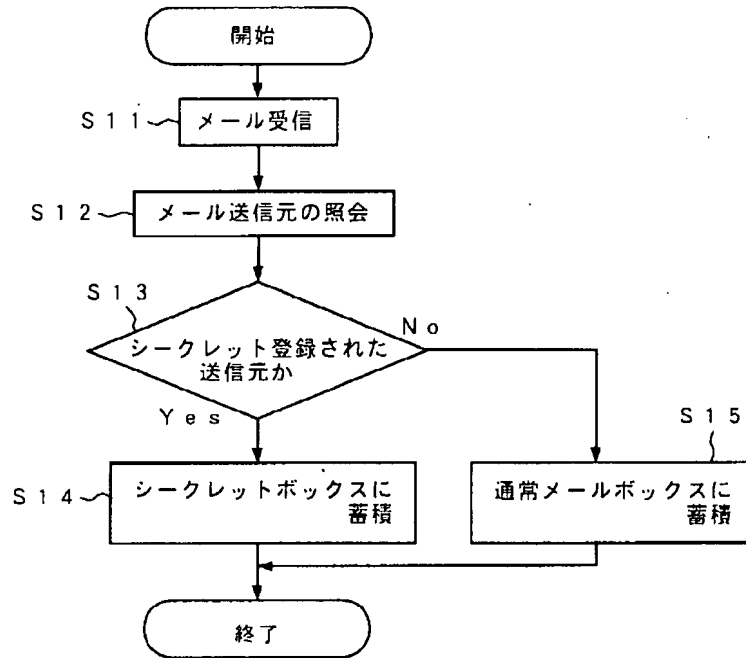 開始
S11
メール受信
S12
メール送信元の照会
S13
シークレット登録された
送信元か
No
Yes
S14
シークレットボックスに
蓄積
S15
通常メールボックスに
蓄積
終了